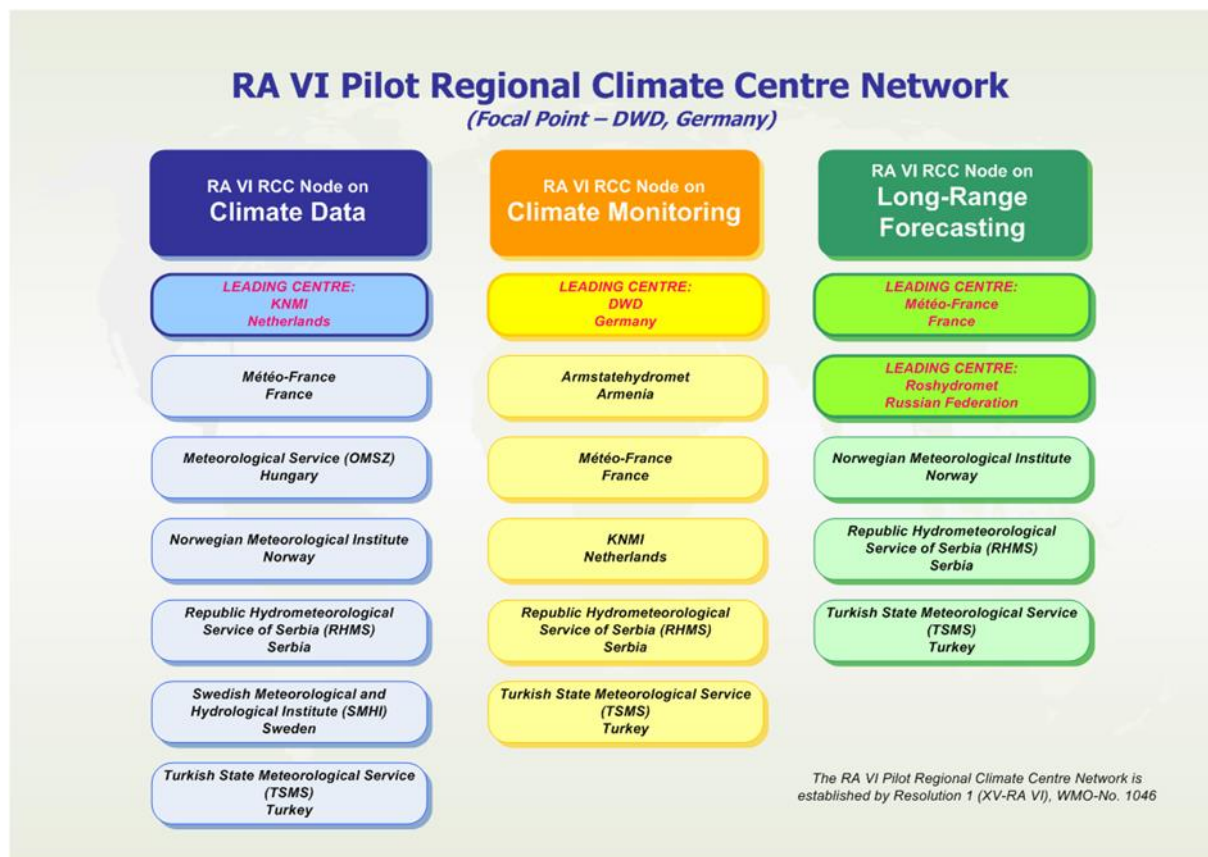 RA VI Pilot Regional Climate Centre Network
(Focal Point – DWD, Germany)
RA VI RCC Node on
Climate Data
LEADING CENTRE:
KNMI
Netherlands
Météo-France
France
Meteorological Service (OMSZ)
Hungary
Norwegian Meteorological Institute
Norway
Republic Hydrometeorological
Service of Serbia (RHMS)
Serbia
Swedish Meteorological and
Hydrological Institute (SMHI)
Sweden
Turkish State Meteorological Service
(TSMS)
Turkey
RA VI RCC Node on
Climate Monitoring
LEADING CENTRE:
DWD
Germany
Armstatehydromet
Armenia
Météo-France
France
KNMI
Netherlands
Republic Hydrometeorological
Service of Serbia (RHMS)
Serbia
Turkish State Meteorological Service
(TSMS)
Turkey
RA VI RCC Node on
Long-Range
Forecasting
LEADING CENTRE:
Météo-France
France
LEADING CENTRE:
Roshydromet
Russian Federation
Norwegian Meteorological Institute
Norway
Republic Hydrometeorological
Service of Serbia (RHMS)
Serbia
Turkish State Meteorological Service
(TSMS)
Turkey
The RA VI Pilot Regional Climate Centre Network is
established by Resolution 1 (XV-RA VI), WMO-No. 1046